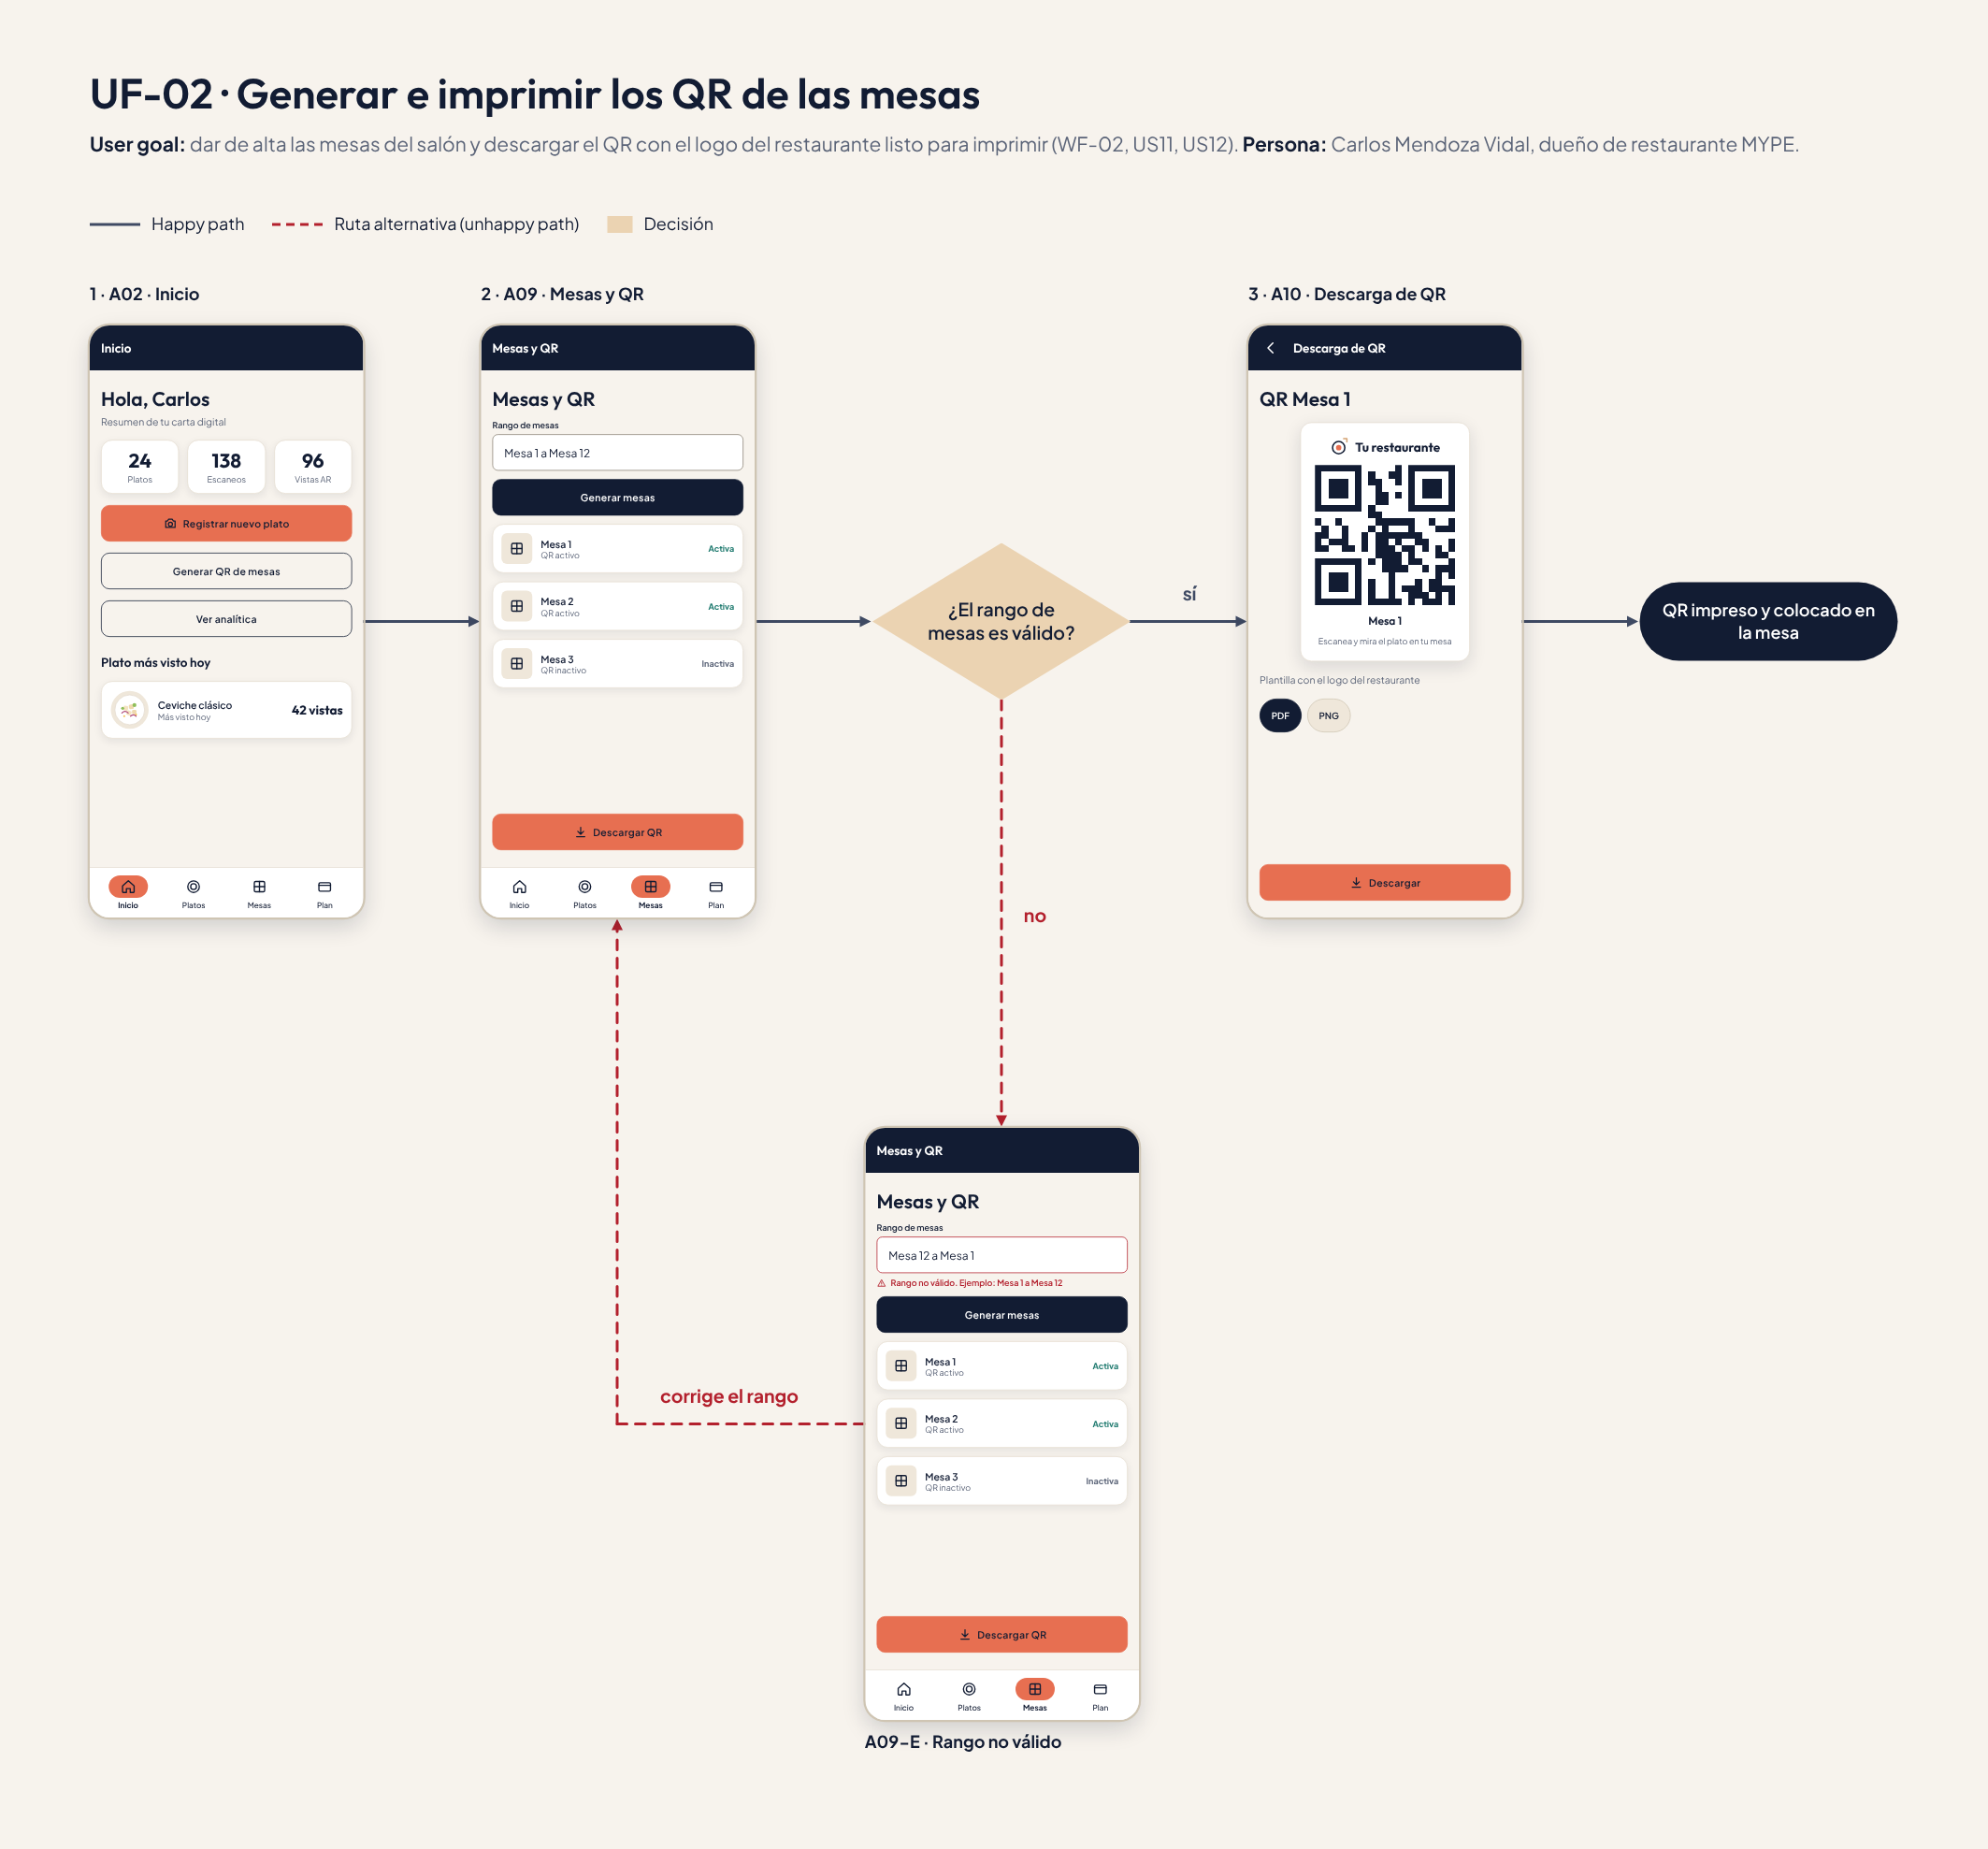 UF-02 · Generar e imprimir los QR de las mesas
User goal: dar de alta las mesas del salón y descargar el QR con el logo del restaurante listo para imprimir (WF-02, US11, US12). Persona: Carlos Mendoza Vidal, dueño de restaurante MYPE.
Happy path
Ruta alternativa (unhappy path)
Decisión
1 · A02 · Inicio
Inicio
Hola, Carlos
Resumen de tu carta digital
24
Platos
138
Escaneos
96
Vistas AR
Registrar nuevo plato
Generar QR de mesas
Ver analítica
Plato más visto hoy
Ceviche clásico
Más visto hoy
42 vistas
Inicio
Platos
Mesas
Plan
2 · A09 · Mesas y QR
Mesas y QR
Mesas y QR
Rango de mesas
Mesa 1 a Mesa 12
Generar mesas
Mesa 1
QR activo
Activa
Mesa 2
QR activo
Activa
Mesa 3
QR inactivo
Inactiva
Descargar QR
Inicio
Platos
Mesas
Plan
¿El rango de
mesas es válido?
sí
no
3 · A10 · Descarga de QR
Descarga de QR
QR Mesa 1
Tu restaurante
Mesa 1
Escanea y mira el plato en tu mesa
Plantilla con el logo del restaurante
PDF
PNG
Descargar
QR impreso y colocado en
la mesa
corrige el rango
Mesas y QR
Mesas y QR
Rango de mesas
Mesa 12 a Mesa 1
Rango no válido. Ejemplo: Mesa 1 a Mesa 12
Generar mesas
Mesa 1
QR activo
Activa
Mesa 2
QR activo
Activa
Mesa 3
QR inactivo
Inactiva
Descargar QR
Inicio
Platos
Mesas
Plan
A09-E · Rango no válido